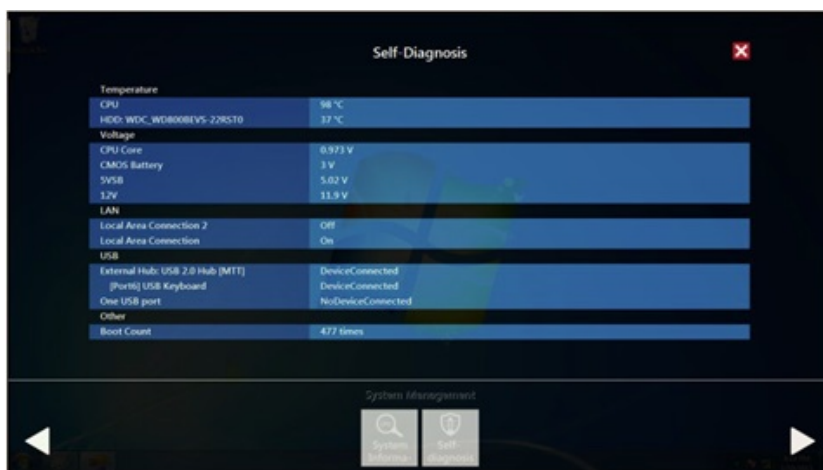 Self-Diagnosis
Temperature
CPU 98 °C
HDD: WDC_WD800BEVS-22RST0 37 °C
Voltage
CPU Core 0.973 V
CMOS Battery 3 V
5VSB 5.02 V
12V 11.9 V
LAN
Local Area Connection 2 Off
Local Area Connection On
USB
External Hub: USB 2.0 Hub [MTT] DeviceConnected
[Port6] USB Keyboard DeviceConnected
One USB port NoDeviceConnected
Other
Boot Count 477 times
System Management
System Informa- Self-diagnosis